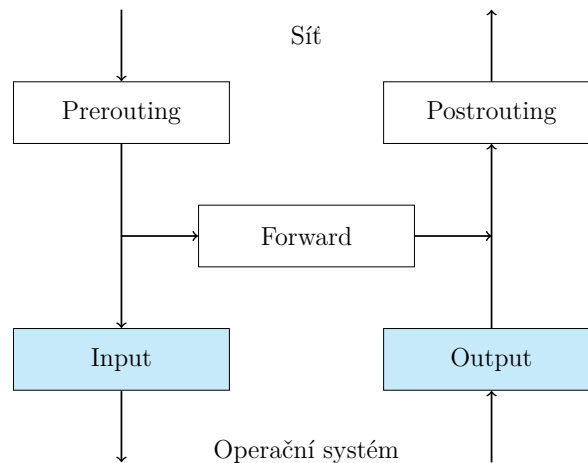 Síť
Prerouting
Postrouting
Forward
Input
Output
Operační systém